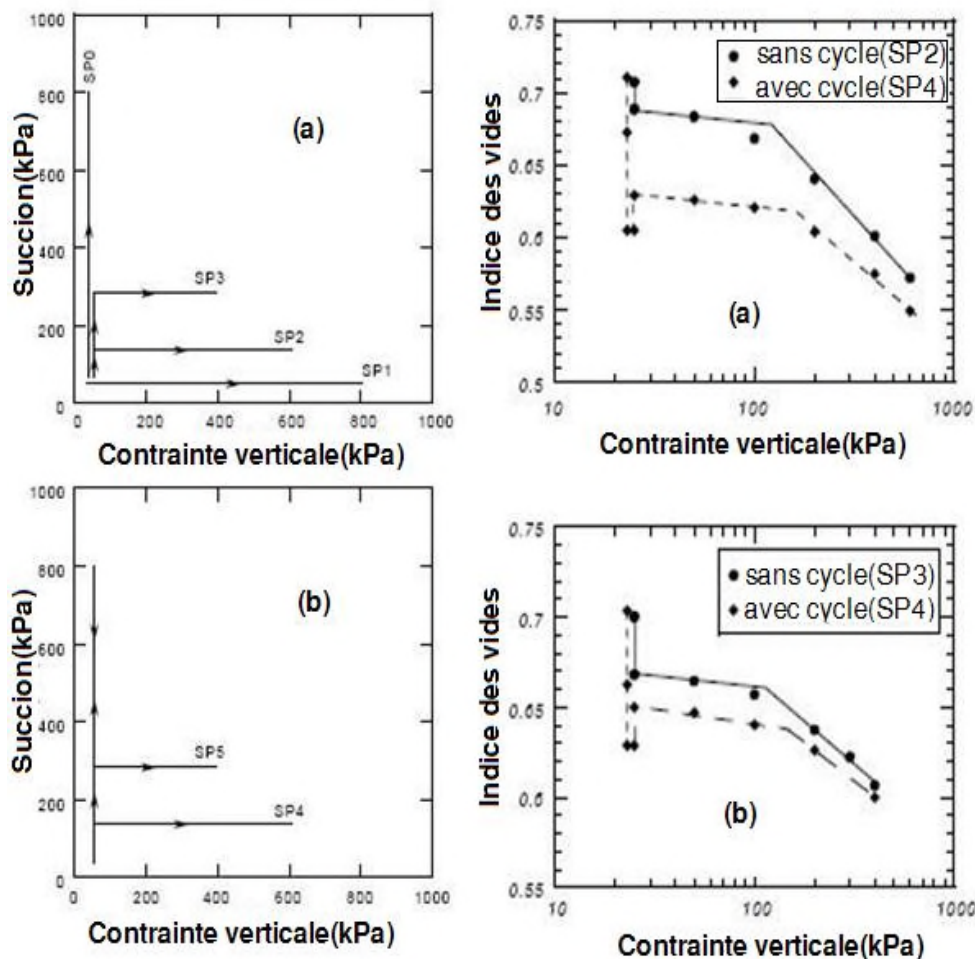 1000
800
600
400
200
0
Succion(kPa)
SP0
(a)
SP3
SP2
SP1
0 200 400 600 800 1000
Contrainte verticale(kPa)
0.75
0.7
0.65
0.6
0.55
0.5
Indice des vides
sans cycle(SP2)
avec cvcle(SP4)
(a)
10 100 1000
Contrainte verticale(kPa)
1000
800
600
400
200
0
Succion(kPa)
(b)
SP5
SP4
0 200 400 600 800 1000
Contrainte verticale(kPa)
0.75
0.7
0.65
0.6
0.55
Indice des vides
sans cycle(SP3)
avec cycle(SP4)
(b)
10 100 1000
Contrainte verticale(kPa)